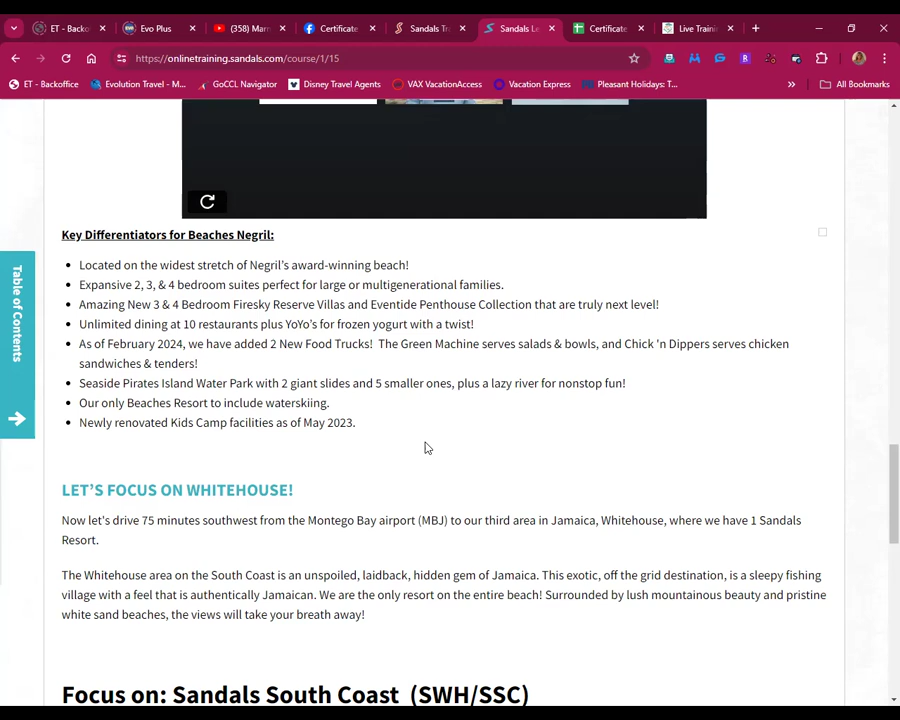 ET - Backo
Evo Plus
(358) Marr
Certificate
Sandals Tr
Sandals Le
Certificate
Live Traini
https://onlinetraining.sandals.com/course/1/15
ET - Backoffice
Evolution Travel - M...
GoCCL Navigator
Disney Travel Agents
VAX VacationAccess
Vacation Express
Pleasant Holidays: T...
»
All Bookmarks
Table of Contents
Key Differentiators for Beaches Negril:
• Located on the widest stretch of Negril's award-winning beach!
• Expansive 2, 3, & 4 bedroom suites perfect for large or multigenerational families.
• Amazing New 3 & 4 Bedroom Firesky Reserve Villas and Eventide Penthouse Collection that are truly next level!
• Unlimited dining at 10 restaurants plus YoYo's for frozen yogurt with a twist!
• As of February 2024, we have added 2 New Food Trucks! The Green Machine serves salads & bowls, and Chick 'n Dippers serves chicken
sandwiches & tenders!
• Seaside Pirates Island Water Park with 2 giant slides and 5 smaller ones, plus a lazy river for nonstop fun!
• Our only Beaches Resort to include waterskiing.
• Newly renovated Kids Camp facilities as of May 2023.
LET'S FOCUS ON WHITEHOUSE!
Now let's drive 75 minutes southwest from the Montego Bay airport (MBJ) to our third area in Jamaica, Whitehouse, where we have 1 Sandals
Resort.
The Whitehouse area on the South Coast is an unspoiled, laidback, hidden gem of Jamaica. This exotic, off the grid destination, is a sleepy fishing
village with a feel that is authentically Jamaican. We are the only resort on the entire beach! Surrounded by lush mountainous beauty and pristine
white sand beaches, the views will take your breath away!
Focus on: Sandals South Coast (SWH/SSC)